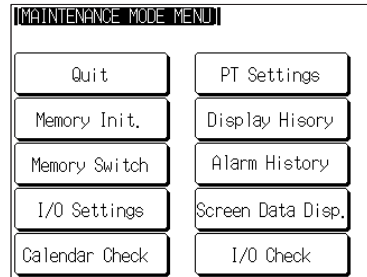 [MAINTENANCE MODE MENU]
Quit
PT Settings
Memory Init.
Display Hisory
Memory Switch
Alarm History
I/O Settings
Screen Data Disp.
Calendar Check
I/O Check